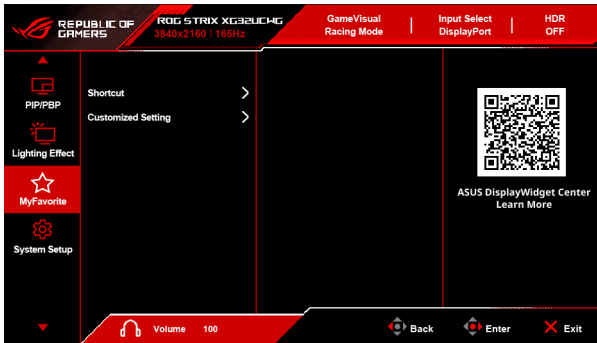 REPUBLIC OF
GAMERS
ROG STRIX XG32UCWG
3840x2160 | 165Hz
GameVisual
Racing Mode
Input Select
DisplayPort
HDR
OFF
PIP/PBP
Lighting Effect
MyFavorite
System Setup
Shortcut
Customized Setting
ASUS DisplayWidget Center
Learn More
Volume 100
Back
Enter
Exit